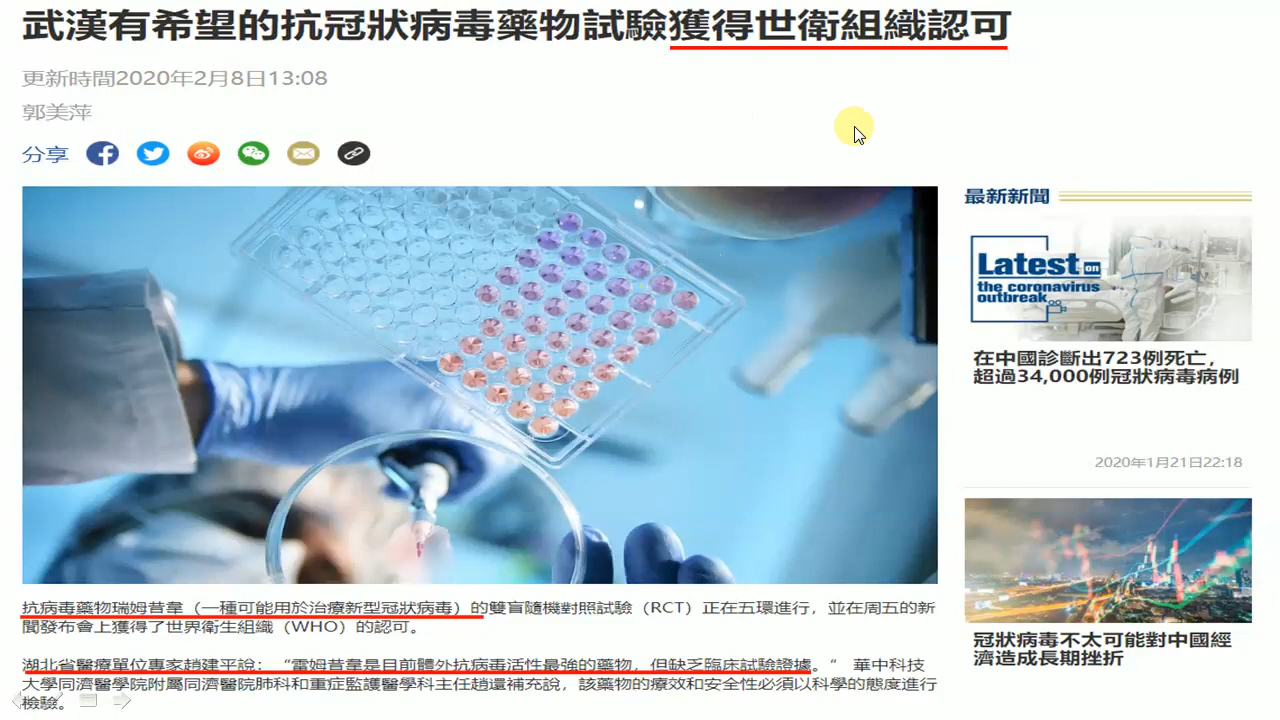 武漢有希望的抗冠狀病毒藥物試驗獲得世衛組織認可
更新時間2020年2月8日13:08
郭美萍
分享
最新新聞
Latest on
the coronavirus
outbreak
在中國診斷出723例死亡，
超過34,000例冠狀病毒病例
2020年1月21日22:18
冠狀病毒不太可能對中國經
濟造成長期挫折
抗病毒藥物瑞姆昔韋（一種可能用於治療新型冠狀病毒）的雙盲隨機對照試驗（RCT）正在五環進行，並在周五的新
聞發布會上獲得了世界衛生組織（WHO）的認可。
湖北省醫療單位專家趙建平說：“雷姆昔韋是目前體外抗病毒活性最強的藥物，但缺乏臨床試驗證據。“ 華中科技
大學同濟醫學院附屬同濟醫院肺科和重症監護醫學科主任趙還補充說，該藥物的療效和安全性必須以科學的態度進行
檢驗。